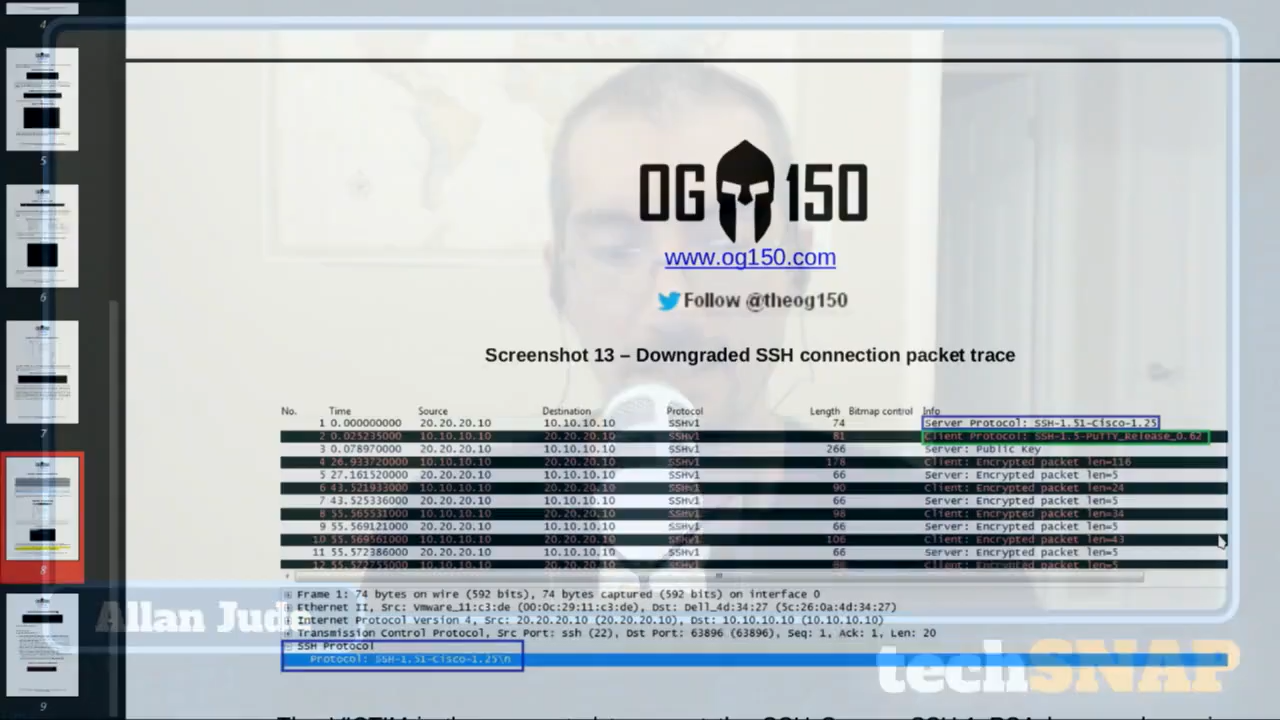 4
5
6
7
8
9
OG 150
www.og150.com
Follow @theog150
Screenshot 13 – Downgraded SSH connection packet trace
No. Time Source Destination Protocol Length Bitmap control Info
1 0.000000000 20.20.20.10 10.10.10.10 SSHv1 74 Server Protocol: SSH-1.51-Cisco-1.25
2 0.025235000 10.10.10.10 20.20.20.10 SSHv1 81 Client Protocol: SSH-1.5-PuTTY_Release_0.62
3 0.078970000 20.20.20.10 10.10.10.10 SSHv1 266 Server: Public Key
4 26.933720000 10.10.10.10 20.20.20.10 SSHv1 178 Client: Encrypted packet len=116
5 27.161520000 20.20.20.10 10.10.10.10 SSHv1 66 Server: Encrypted packet len=5
6 43.521933000 10.10.10.10 20.20.20.10 SSHv1 90 Client: Encrypted packet len=24
7 43.525336000 20.20.20.10 10.10.10.10 SSHv1 66 Server: Encrypted packet len=5
8 55.565531000 10.10.10.10 20.20.20.10 SSHv1 98 Client: Encrypted packet len=34
9 55.569121000 20.20.20.10 10.10.10.10 SSHv1 66 Server: Encrypted packet len=5
10 55.569561000 10.10.10.10 20.20.20.10 SSHv1 106 Client: Encrypted packet len=43
11 55.572386000 20.20.20.10 10.10.10.10 SSHv1 66 Server: Encrypted packet len=5
Frame 1: 74 bytes on wire (592 bits), 74 bytes captured (592 bits) on interface 0
Ethernet II, Src: Vmware_11:c3:de (00:0c:29:11:c3:de), Dst: Dell_4d:34:27 (5c:26:0a:4d:34:27)
Internet Protocol Version 4, Src: 20.20.20.10 (20.20.20.10), Dst: 10.10.10.10 (10.10.10.10)
Transmission Control Protocol, Src Port: ssh (22), Dst Port: 63896 (63896), Seq: 1, Ack: 1, Len: 20
SSH Protocol
Protocol: SSH-1.51-Cisco-1.25\n
Allan Jude
techSNAP